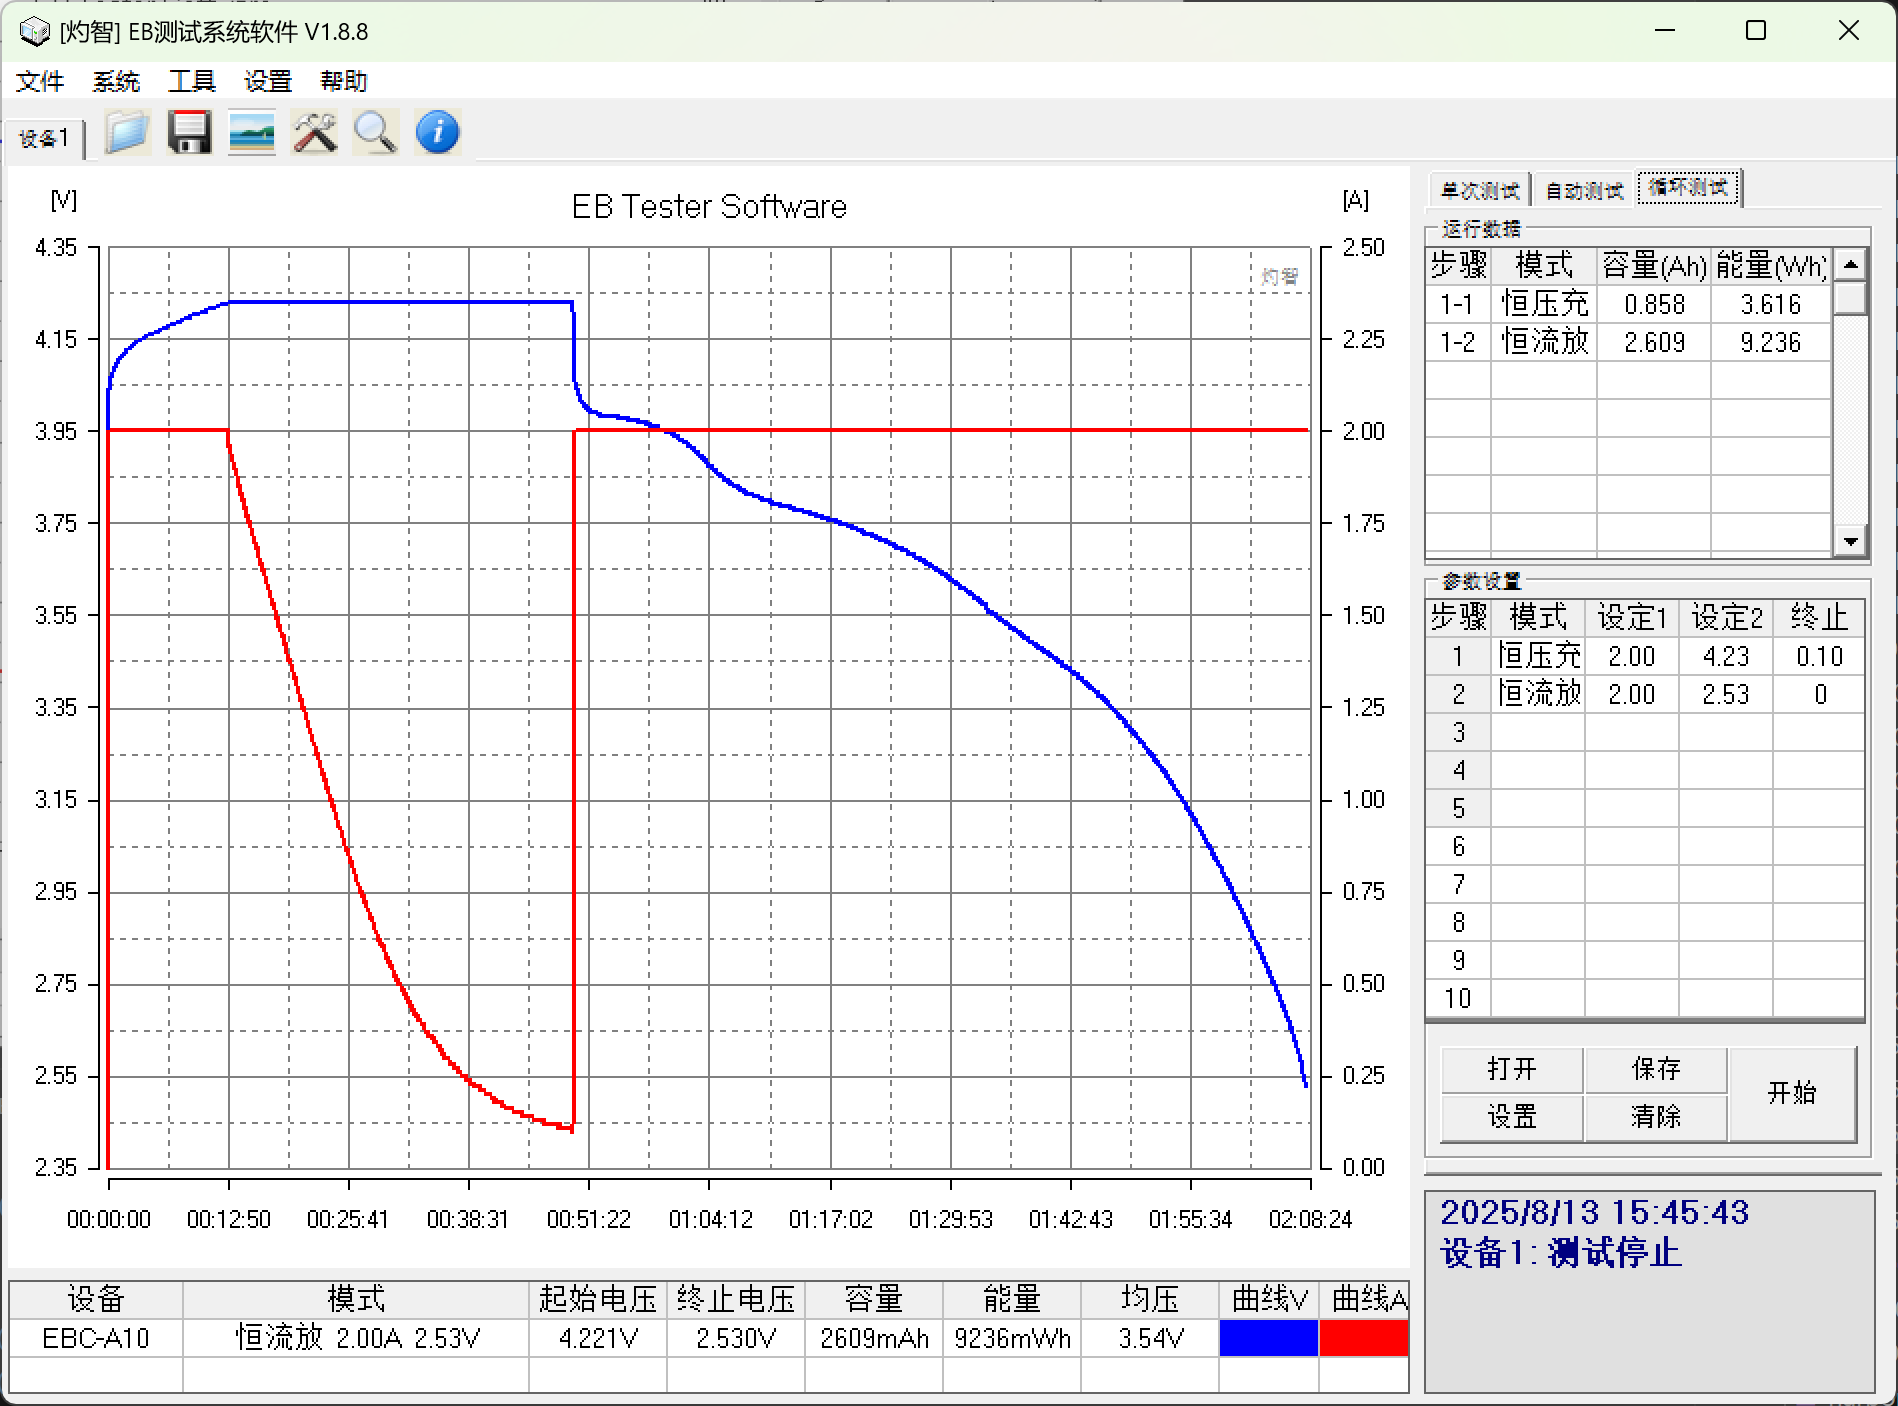 [灼智] EB测试系统软件 V1.8.8
文件 系统 工具 设置 帮助
设备1
[V] EB Tester Software [A]
灼智
4.35 2.50
4.15 2.25
3.95 2.00
3.75 1.75
3.55 1.50
3.35 1.25
3.15 1.00
2.95 0.75
2.75 0.50
2.55 0.25
2.35 0.00
00:00:00 00:12:50 00:25:41 00:38:31 00:51:22 01:04:12 01:17:02 01:29:53 01:42:43 01:55:34 02:08:24
设备 模式 起始电压 终止电压 容量 能量 均压 曲线V 曲线A
EBC-A10 恒流放 2.00A 2.53V 4.221V 2.530V 2609mAh 9236mWh 3.54V
单次测试 自动测试 循环测试
运行数据
步骤 模式 容量(Ah) 能量(Wh)
1-1 恒压充 0.858 3.616
1-2 恒流放 2.609 9.236
参数设置
步骤 模式 设定1 设定2 终止
1 恒压充 2.00 4.23 0.10
2 恒流放 2.00 2.53 0
3
4
5
6
7
8
9
10
打开 保存 开始
设置 清除
2025/8/13 15:45:43
设备1: 测试停止